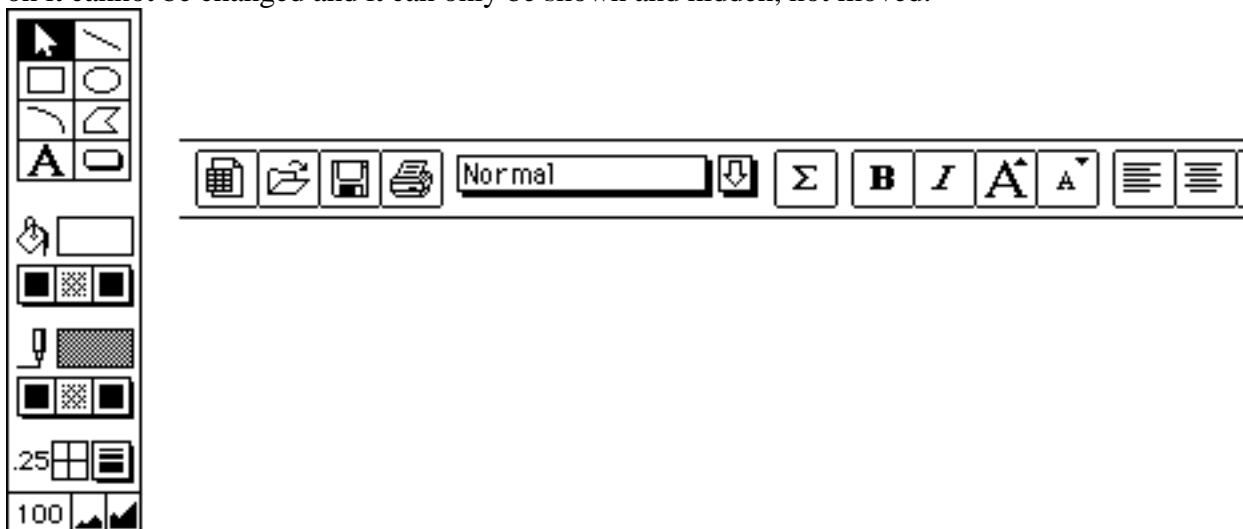 on it cannot be changed and it can only be shown and hidden, not moved.
A
Normal
Σ B I A A
.25
100